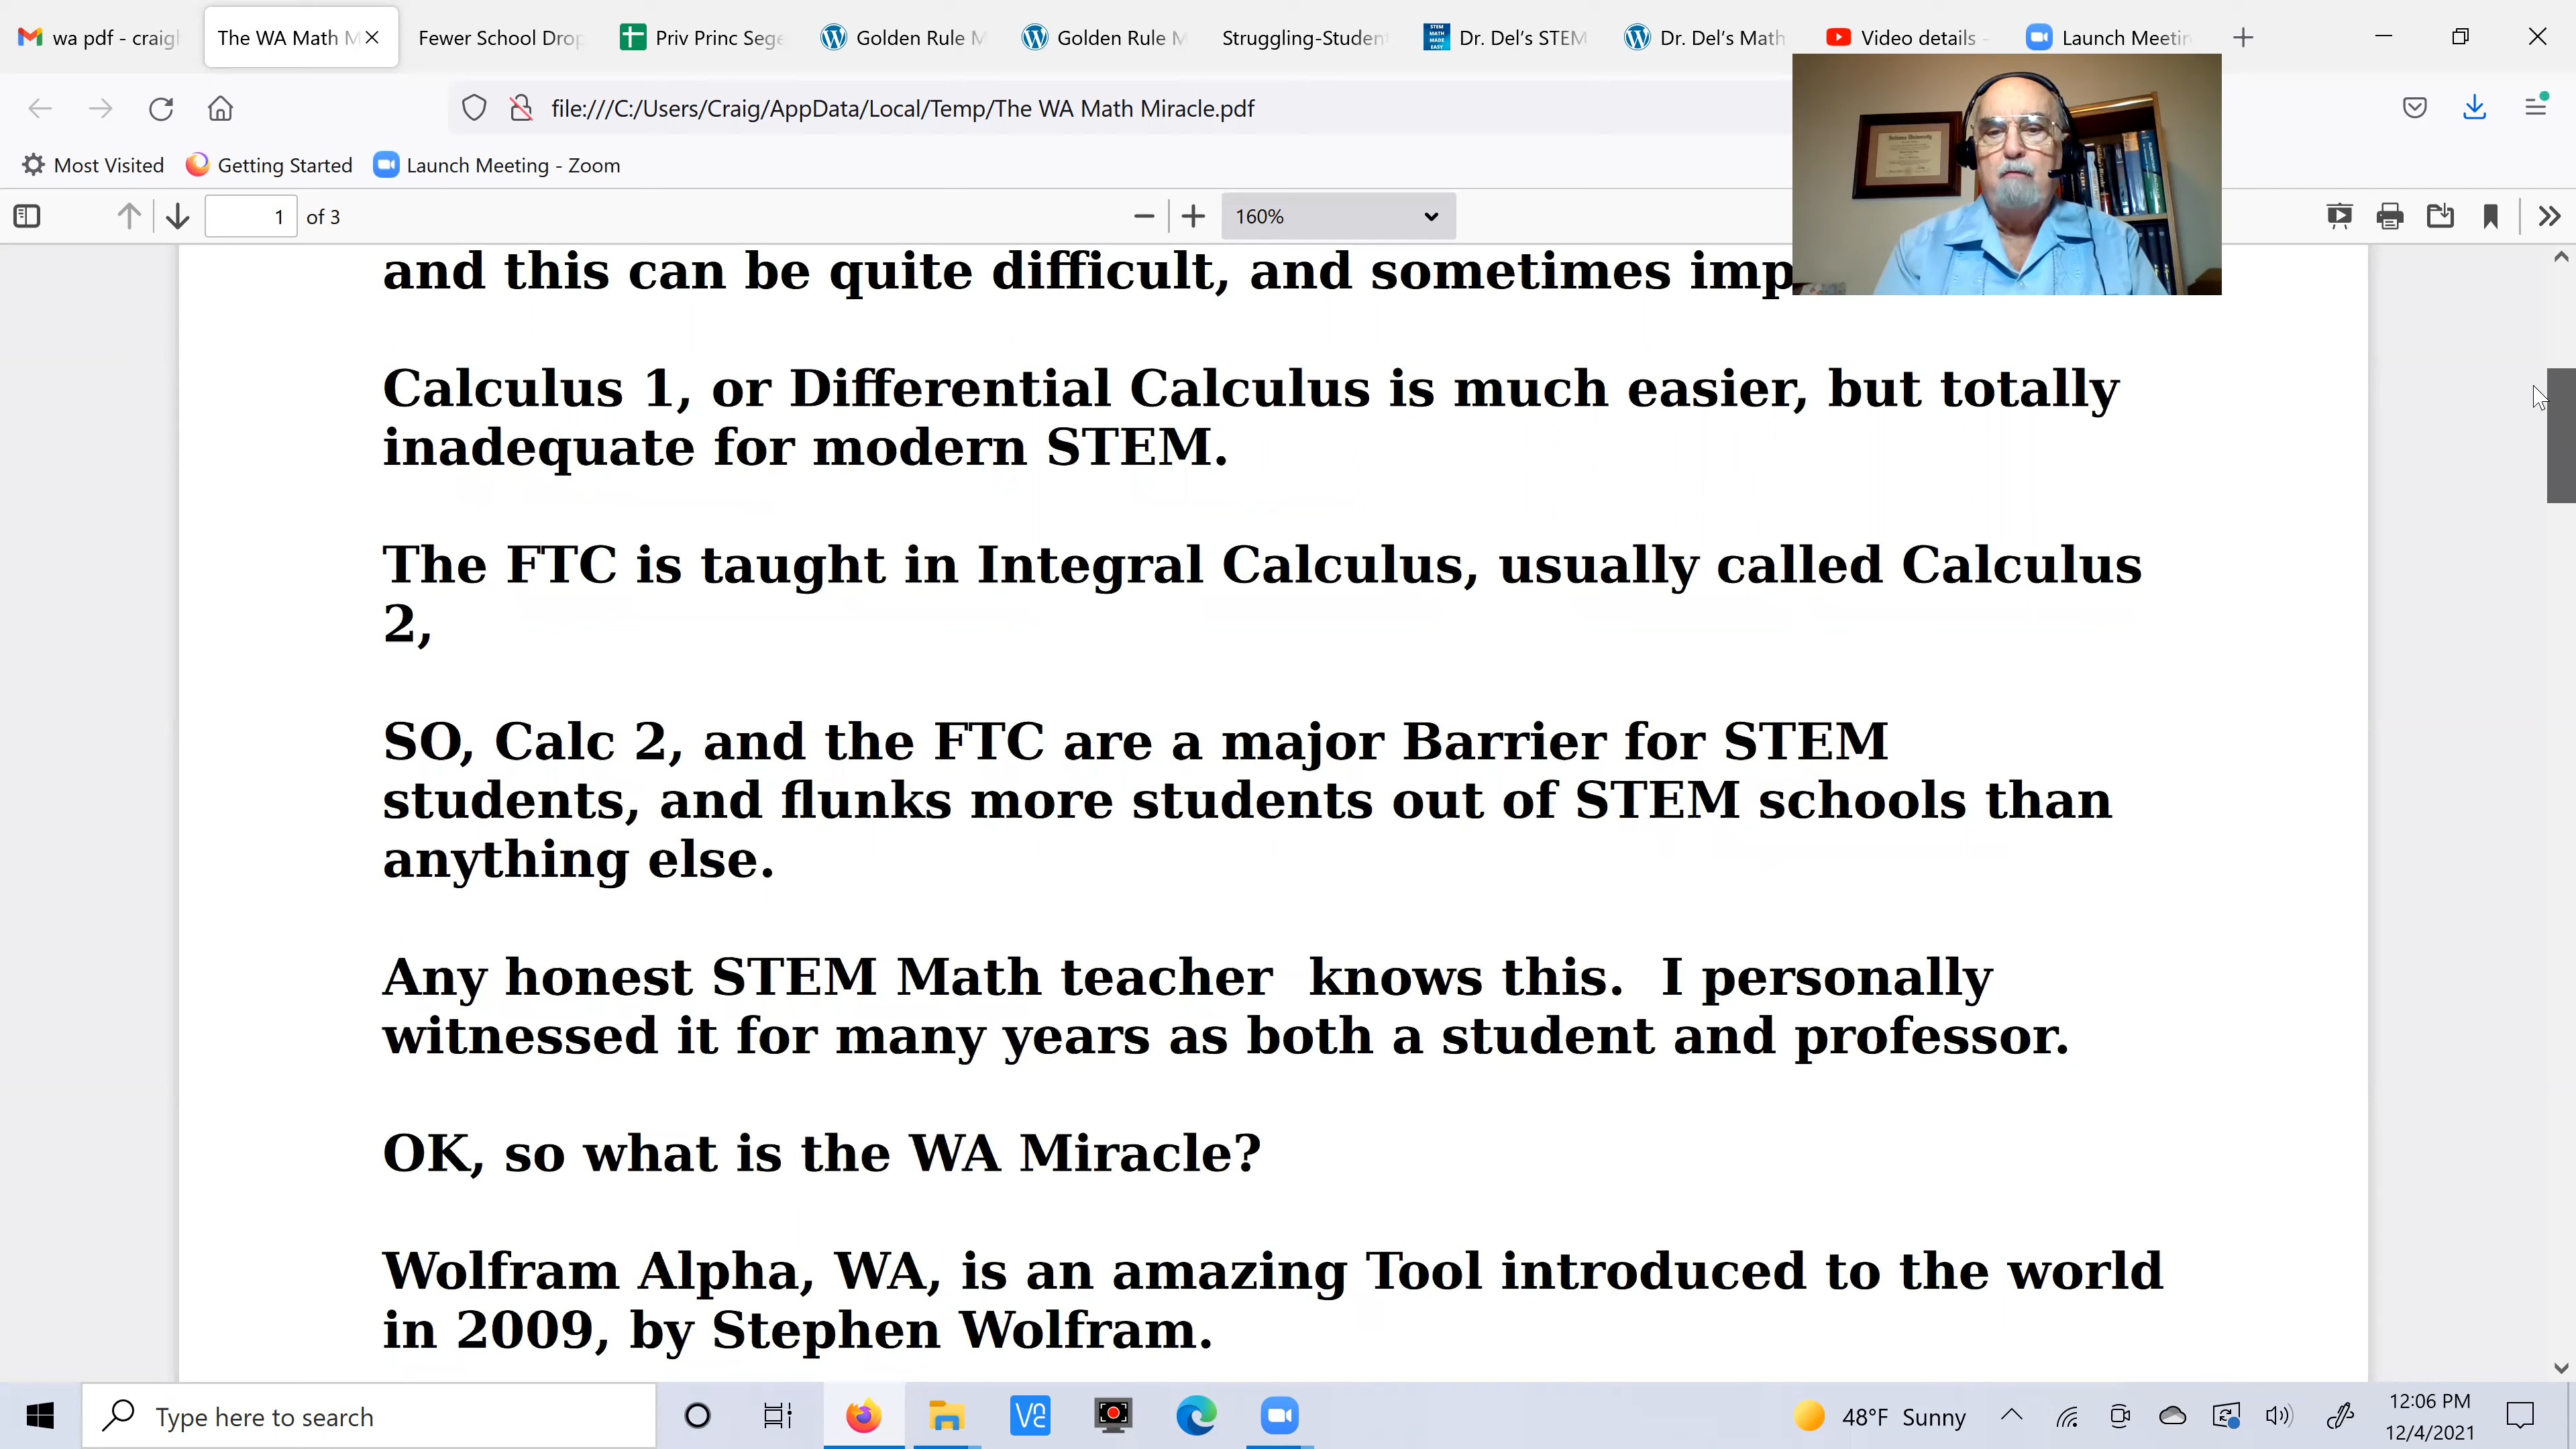 wa pdf - craig
The WA Math M
Fewer School Drop
Priv Princ Sege
Golden Rule M
Golden Rule M
Struggling-Student
Dr. Del's STEM
Dr. Del's Math
Video details -
Launch Meetin
file:///C:/Users/Craig/AppData/Local/Temp/The WA Math Miracle.pdf
Most Visited
Getting Started
Launch Meeting - Zoom
1 of 3
160%
and this can be quite difficult, and sometimes imp
Calculus 1, or Differential Calculus is much easier, but totally
inadequate for modern STEM.
The FTC is taught in Integral Calculus, usually called Calculus
2,
SO, Calc 2, and the FTC are a major Barrier for STEM
students, and flunks more students out of STEM schools than
anything else.
Any honest STEM Math teacher  knows this.  I personally
witnessed it for many years as both a student and professor.
OK, so what is the WA Miracle?
Wolfram Alpha, WA, is an amazing Tool introduced to the world
in 2009, by Stephen Wolfram.
Type here to search
48°F Sunny
12:06 PM
12/4/2021